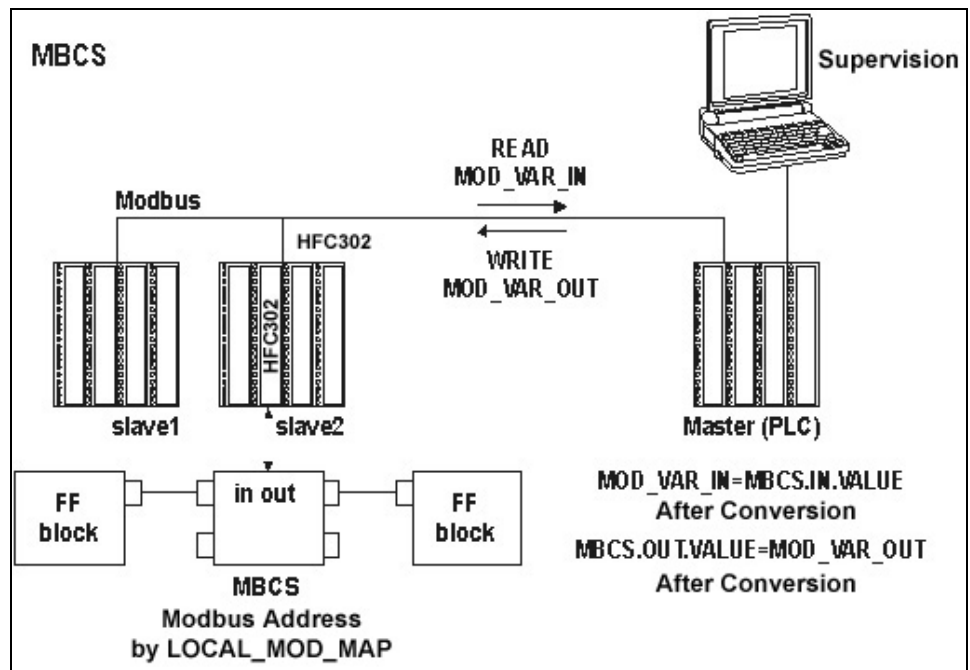 MBCS
Supervision
READ
MOD_VAR_IN
Modbus
HFC302
WRITE
MOD_VAR_OUT
HFC302
slave1
slave2
Master (PLC)
FF
block
in out
FF
block
MBCS
Modbus Address
by LOCAL_MOD_MAP
MOD_VAR_IN=MBCS.IN.VALUE
After Conversion
MBCS.OUT.VALUE=MOD_VAR_OUT
After Conversion